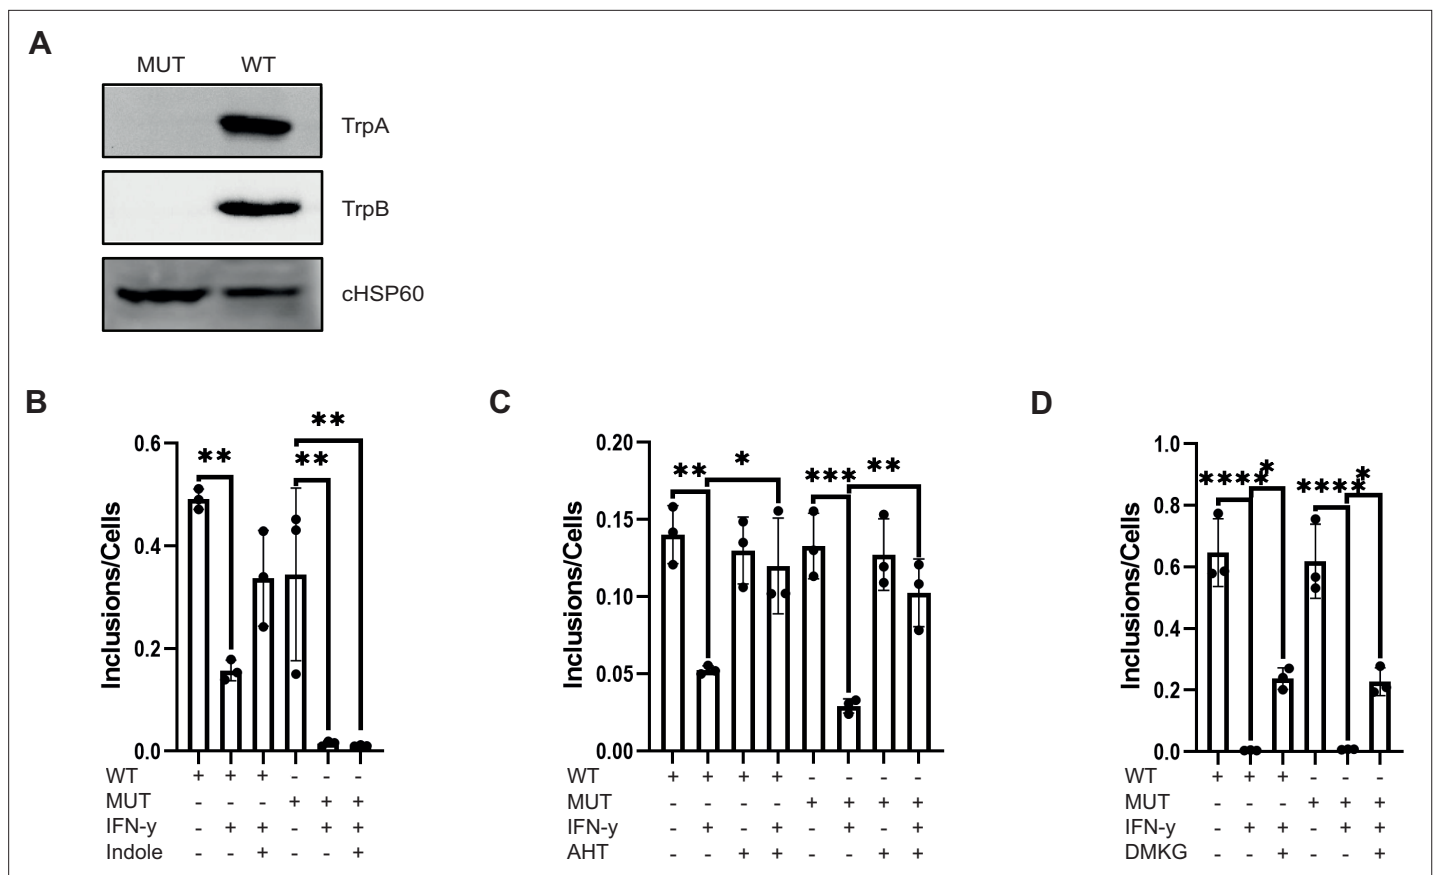 A
MUT WT
TrpA
TrpB
cHSP60
B
C
D
**
**
**
0.6
0.4
0.2
0.0
Inclusions/Cells
WT + + + - - -
MUT - - - + + +
IFN-y - + + - + +
Indole - - + - - +
** * *** **
0.20
0.15
0.10
0.05
0.00
Inclusions/Cells
WT + + + + - - - -
MUT - - - - + + + +
IFN-y - + - + - + - +
AHT - - + + - - + +
**** * **** *
1.0
0.8
0.6
0.4
0.2
0.0
Inclusions/Cells
WT + + + - - -
MUT - - - + + +
IFN-y - + + - + +
DMKG - - + - - +